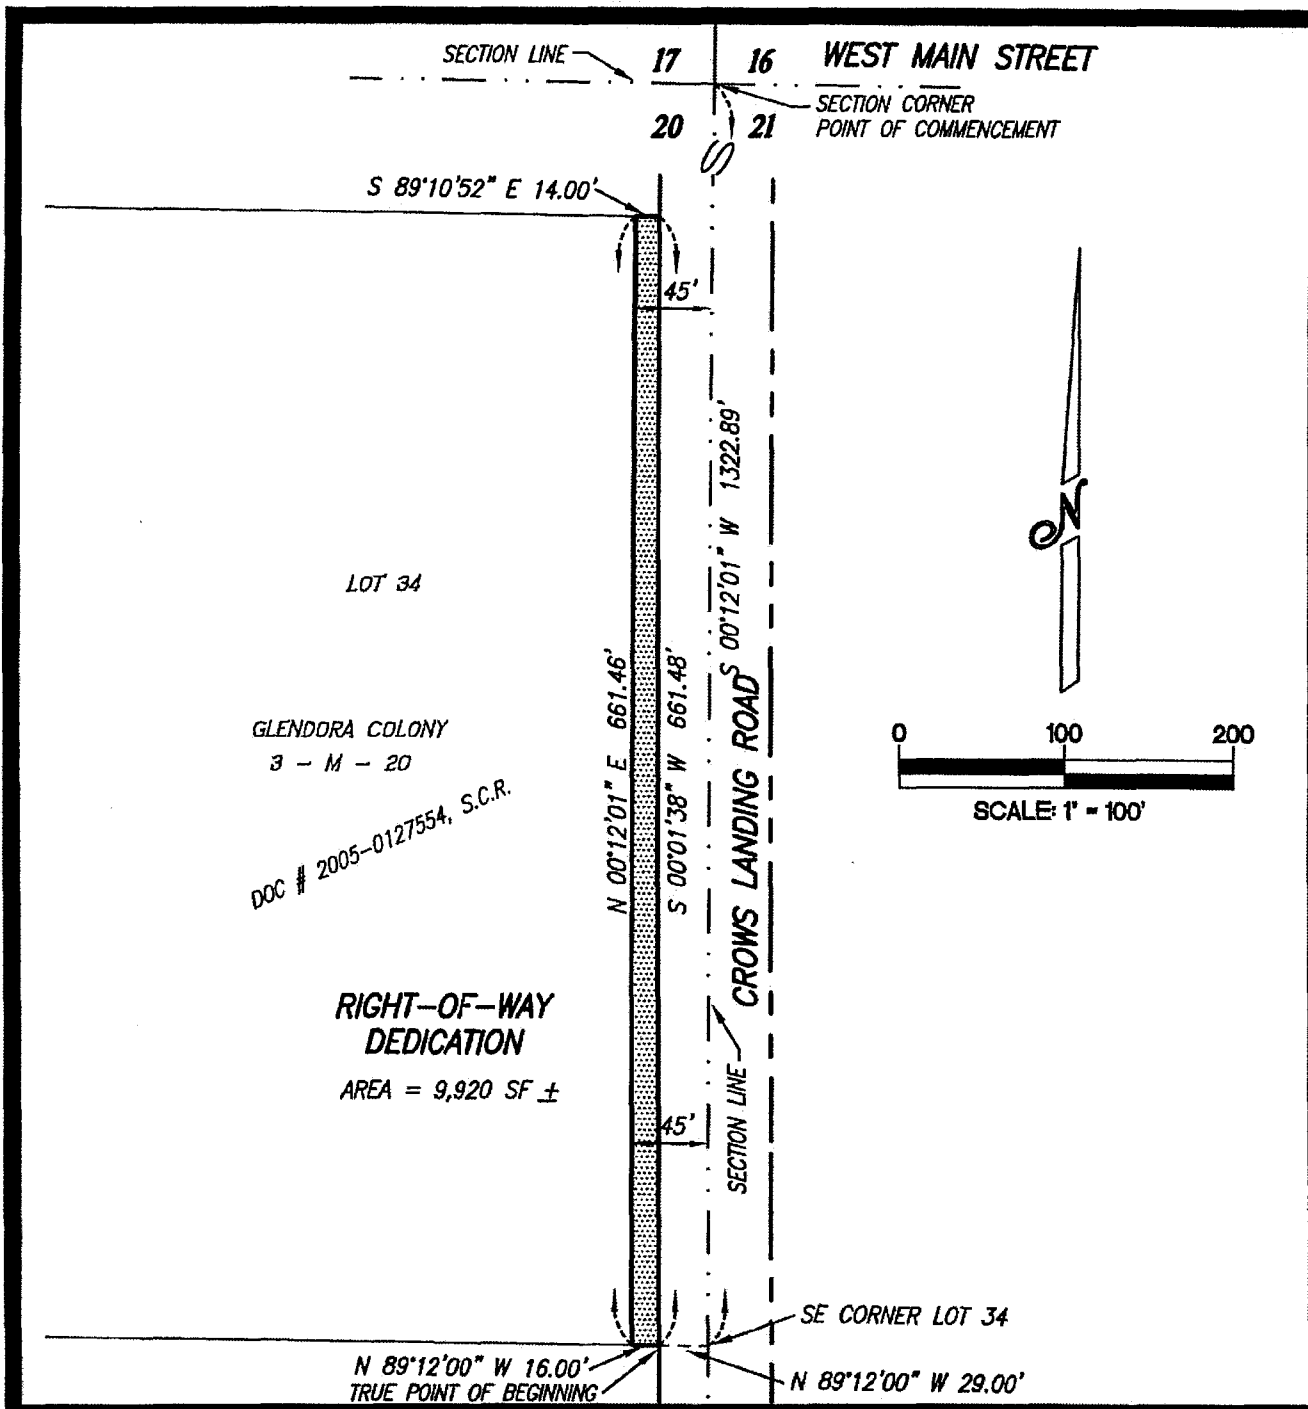 SECTION LINE
17
16
WEST MAIN STREET
SECTION CORNER
POINT OF COMMENCEMENT
20
21
S 89°10'52" E 14.00'
45'
S 00°12'01" W 1322.89'
N
LOT 34
N 00°12'01" E 661.46'
S 00°01'38" W 661.48'
CROWS LANDING ROAD
GLENDORA COLONY
3 - M - 20
0 100 200
SCALE: 1" = 100'
DOC # 2005-0127554, S.C.R.
RIGHT-OF-WAY
DEDICATION
AREA = 9,920 SF ±
45'
SECTION LINE
SE CORNER LOT 34
N 89°12'00" W 16.00'
TRUE POINT OF BEGINNING
N 89°12'00" W 29.00'